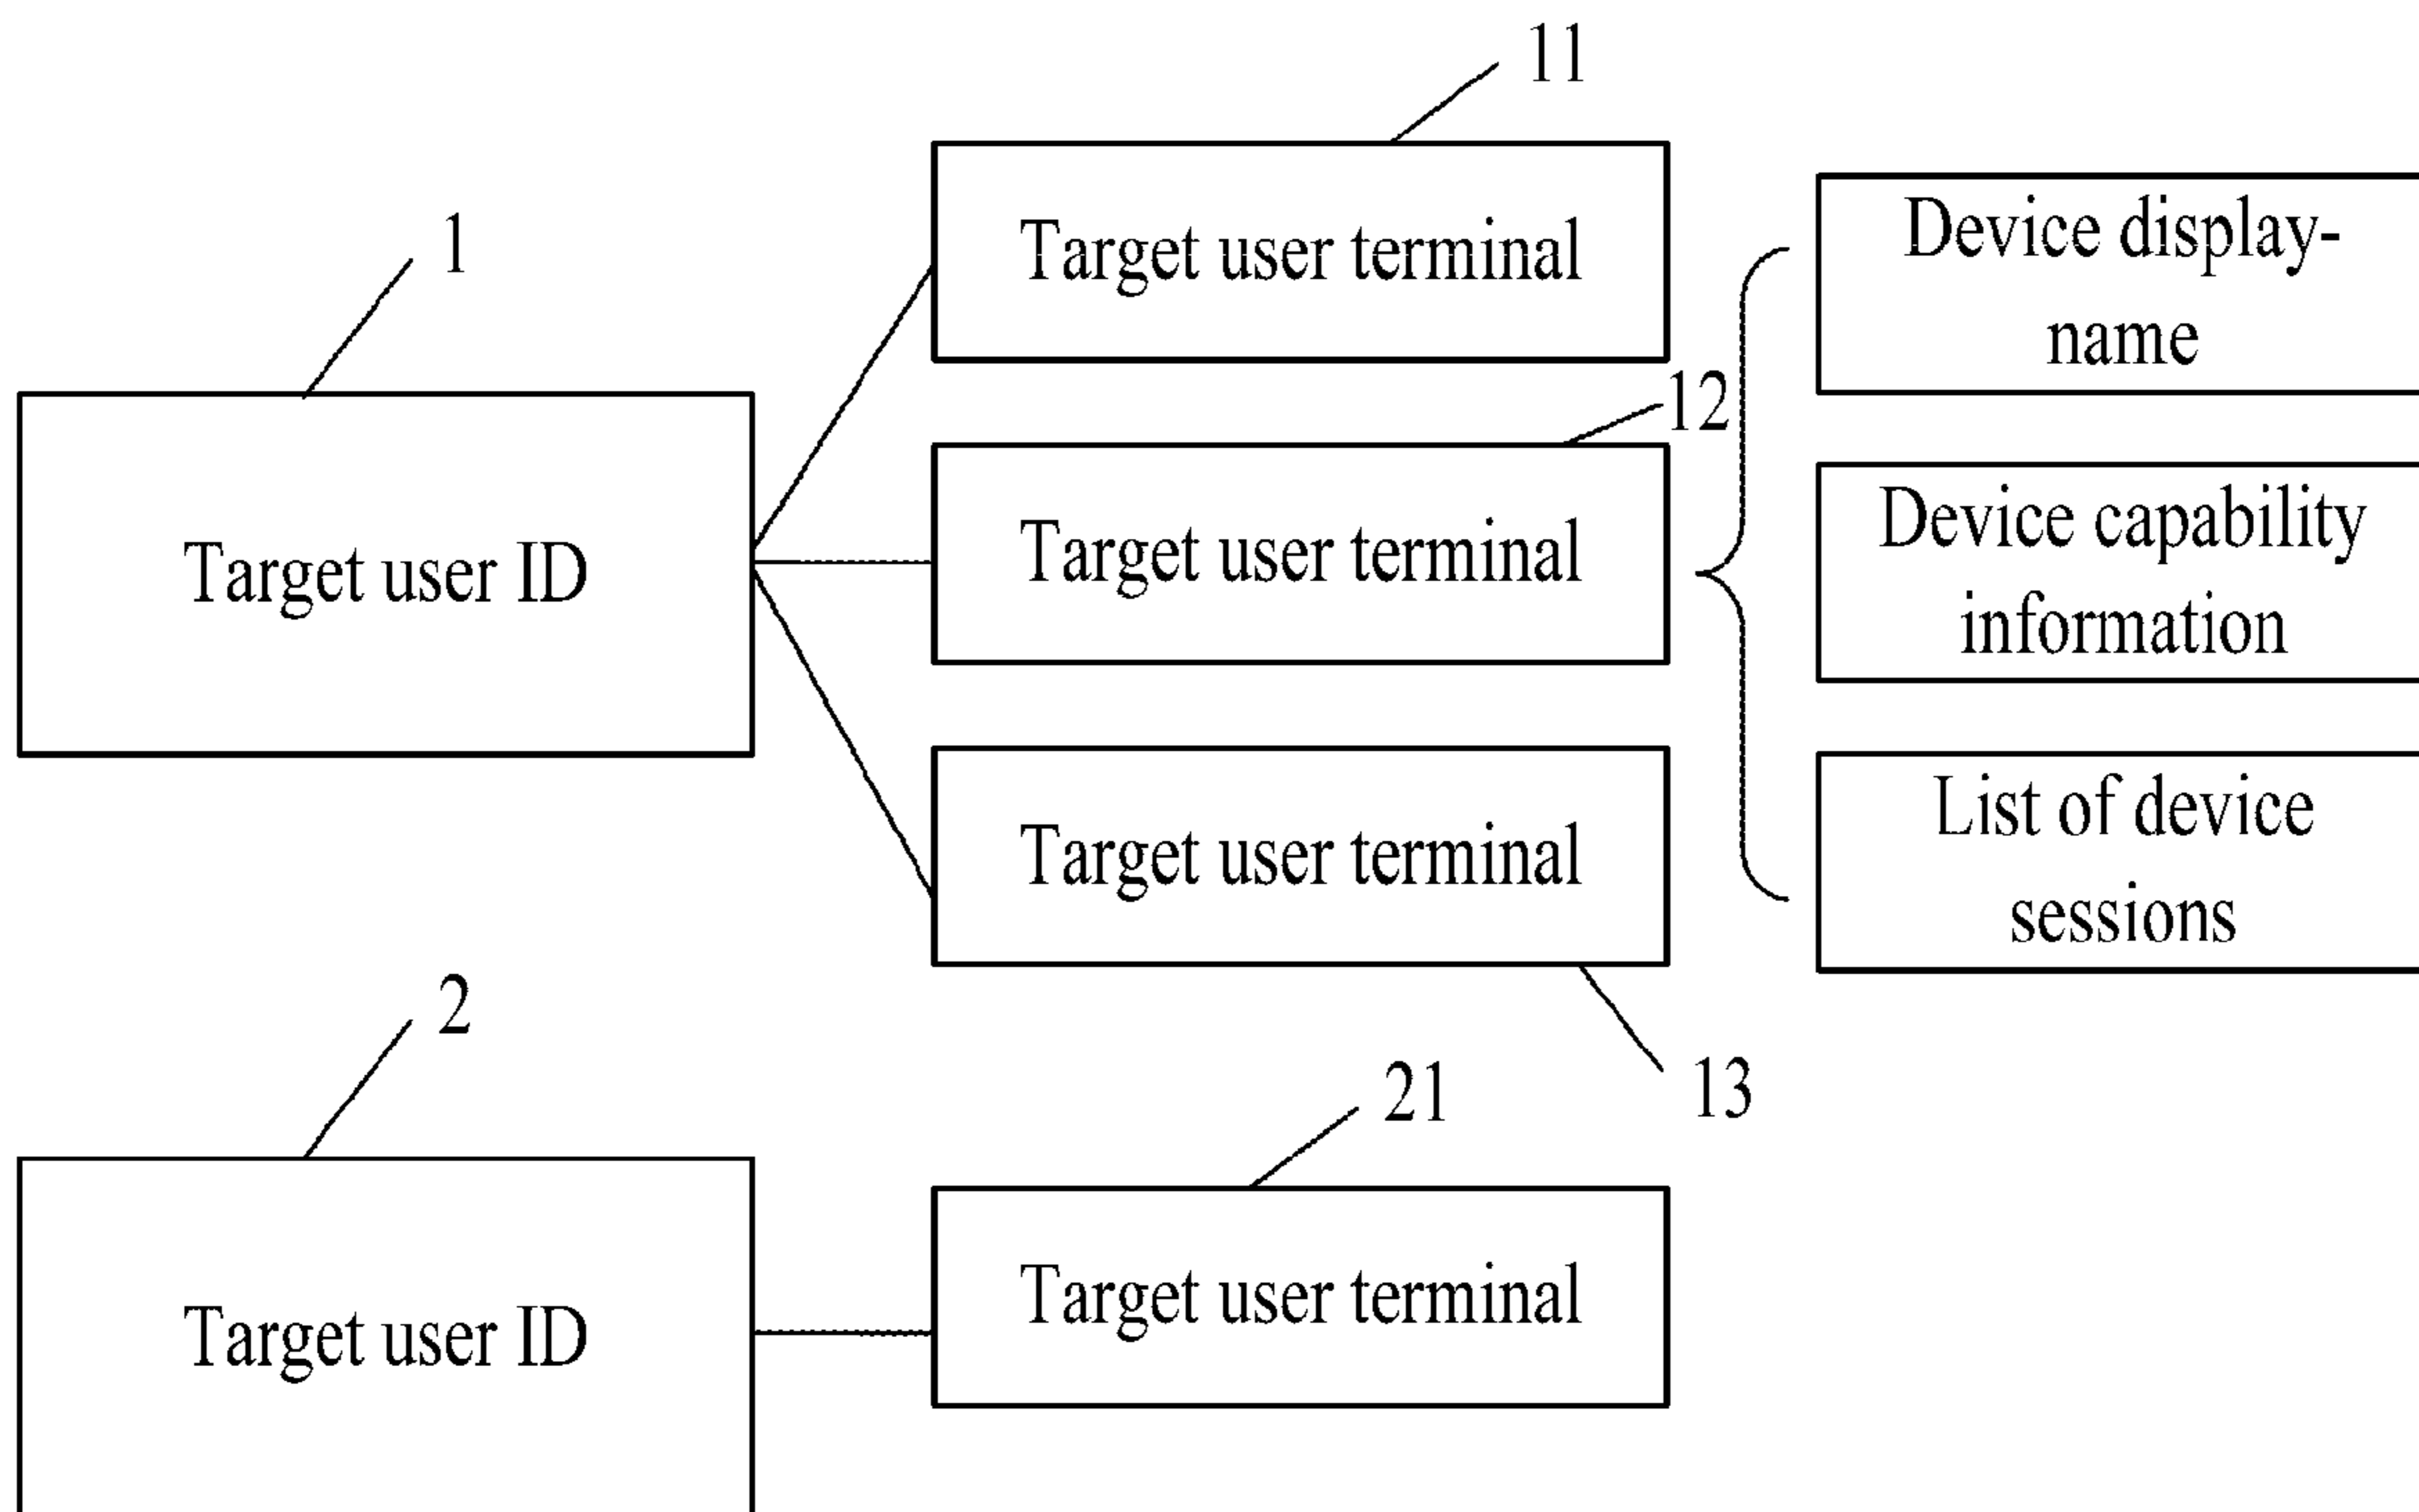 11
1
Target user terminal
Device display-
name
12
Target user ID
Target user terminal
Device capability
information
Target user terminal
List of device
sessions
13
2
21
Target user ID
Target user terminal